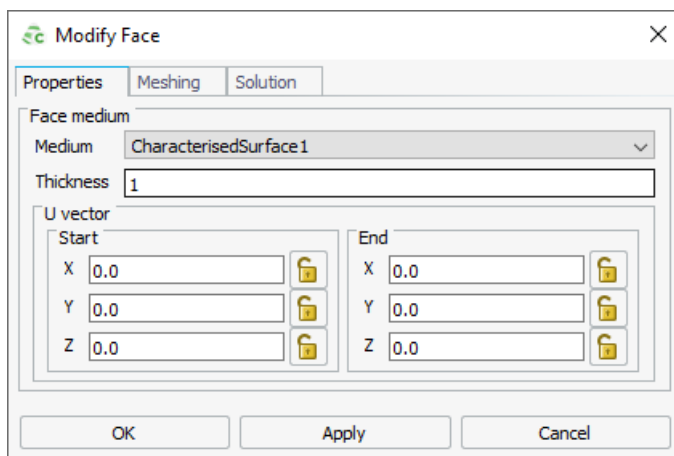 Modify Face
Properties Meshing Solution
Face medium
Medium CharacterisedSurface1
Thickness 1
U vector
Start End
X 0.0 X 0.0
Y 0.0 Y 0.0
Z 0.0 Z 0.0
OK Apply Cancel